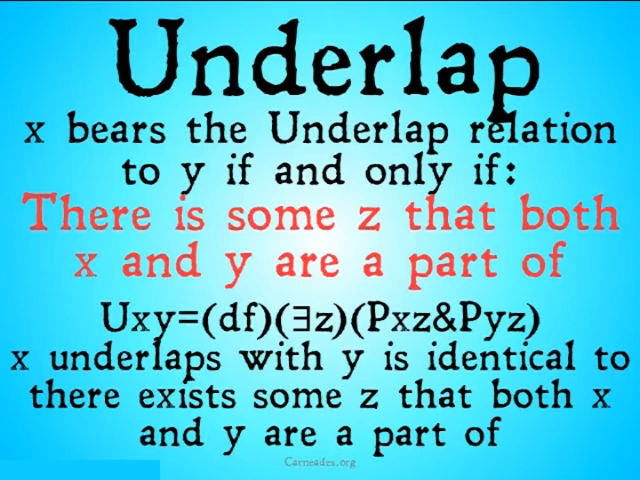 Underlap
x bears the Underlap relation
to y if and only if:
There is some z that both
x and y are a part of
Uxy=(df)(∃z)(Pxz&Pyz)
x underlaps with y is identical to
there exists some z that both x
and y are a part of
Carneades.org